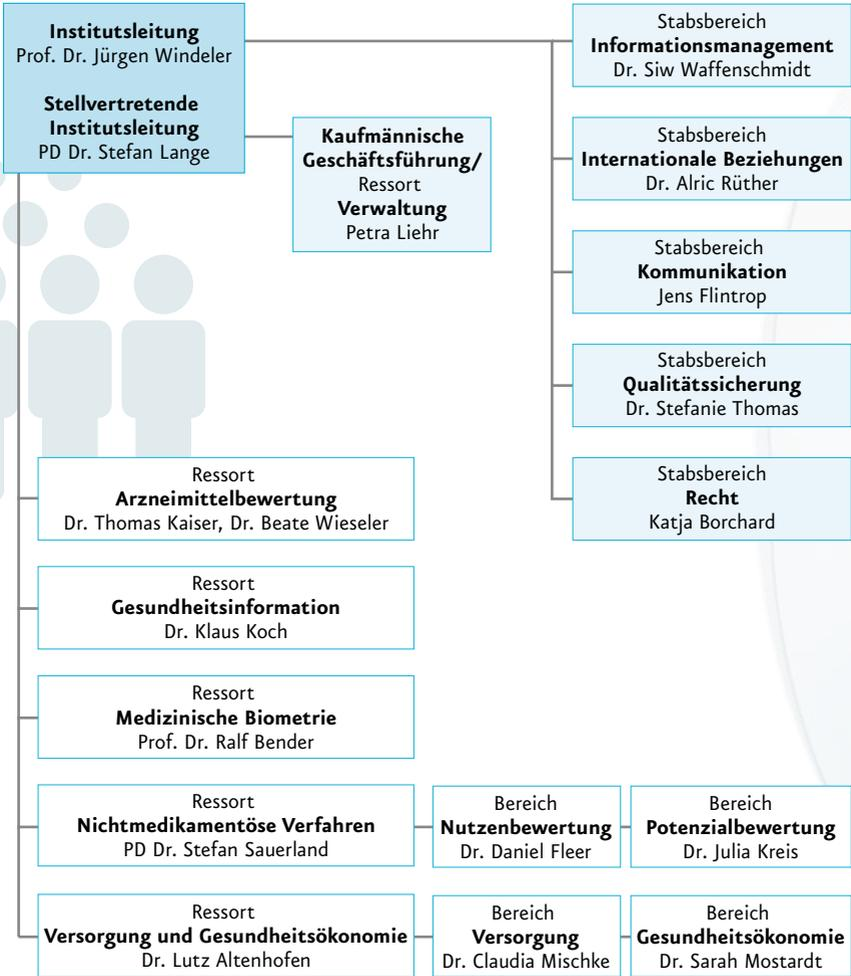 Institutsleitung
Prof. Dr. Jürgen Windeler
Stellvertretende
Institutsleitung
PD Dr. Stefan Lange
Kaufmännische
Geschäftsführung/
Ressort
Verwaltung
Petra Liehr
Stabsbereich
Informationsmanagement
Dr. Siw Waffenschmidt
Stabsbereich
Internationale Beziehungen
Dr. Alric Rüther
Stabsbereich
Kommunikation
Jens Flintrop
Stabsbereich
Qualitätssicherung
Dr. Stefanie Thomas
Stabsbereich
Recht
Katja Borchard
Ressort
Arzneimittelbewertung
Dr. Thomas Kaiser, Dr. Beate Wieseler
Ressort
Gesundheitsinformation
Dr. Klaus Koch
Ressort
Medizinische Biometrie
Prof. Dr. Ralf Bender
Ressort
Nichtmedikamentöse Verfahren
PD Dr. Stefan Sauerland
Bereich
Nutzenbewertung
Dr. Daniel Fleer
Bereich
Potenzialbewertung
Dr. Julia Kreis
Ressort
Versorgung und Gesundheitsökonomie
Dr. Lutz Altenhofen
Bereich
Versorgung
Dr. Claudia Mischke
Bereich
Gesundheitsökonomie
Dr. Sarah Mostardt